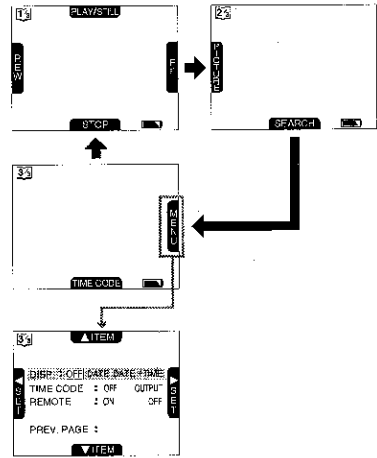 1/3 PLAY/STILL
REW
FF
STOP
2/3
PICTURE
SEARCH
3/3
MENU
TIME CODE
3/3 ▲ITEM
DISP. : OFF DATE DATE+TIME
TIME CODE : OFF OUTPUT
REMOTE : ON OFF
PREV. PAGE :
◀SET
▶SET
▼ITEM